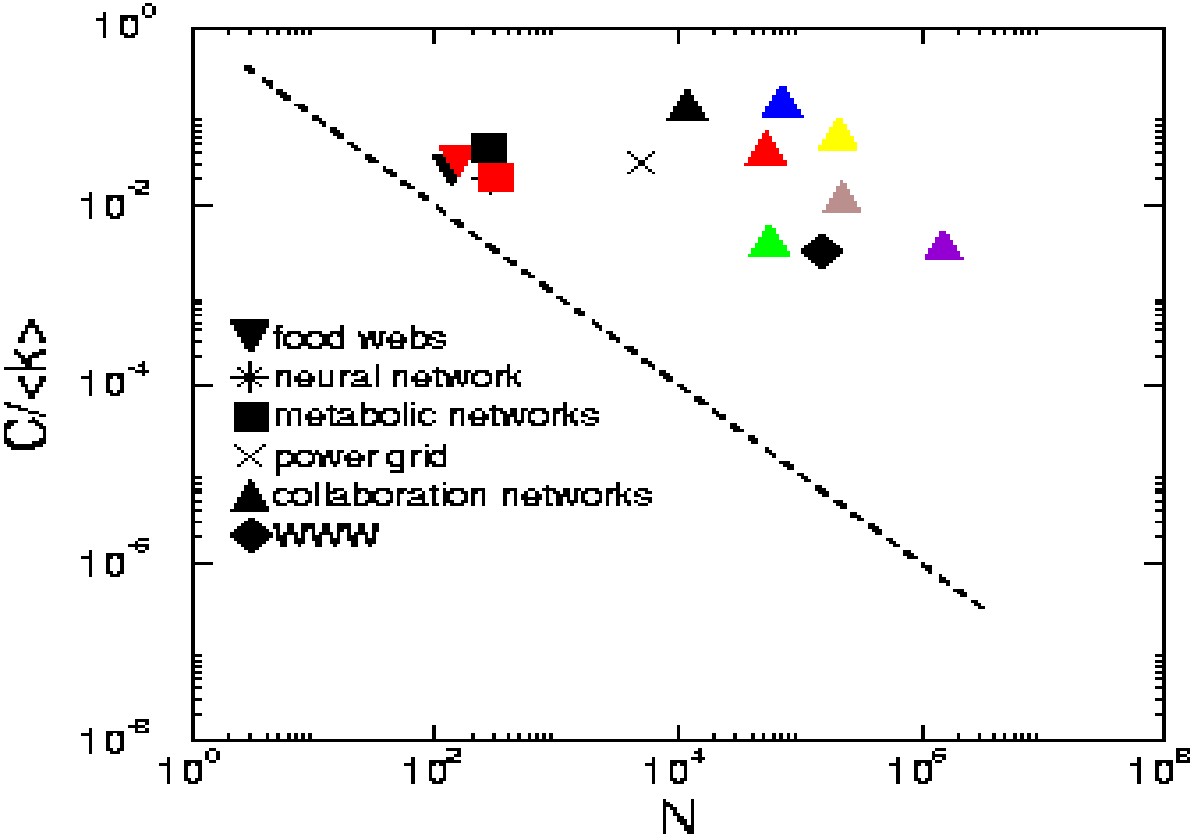 10⁰
10⁻²
10⁻⁴
10⁻⁶
10⁻⁸
C/<k>
food webs
neural network
metabolic networks
power grid
collaboration networks
WWW
10⁰ 10² 10⁴ 10⁶ 10⁸
N